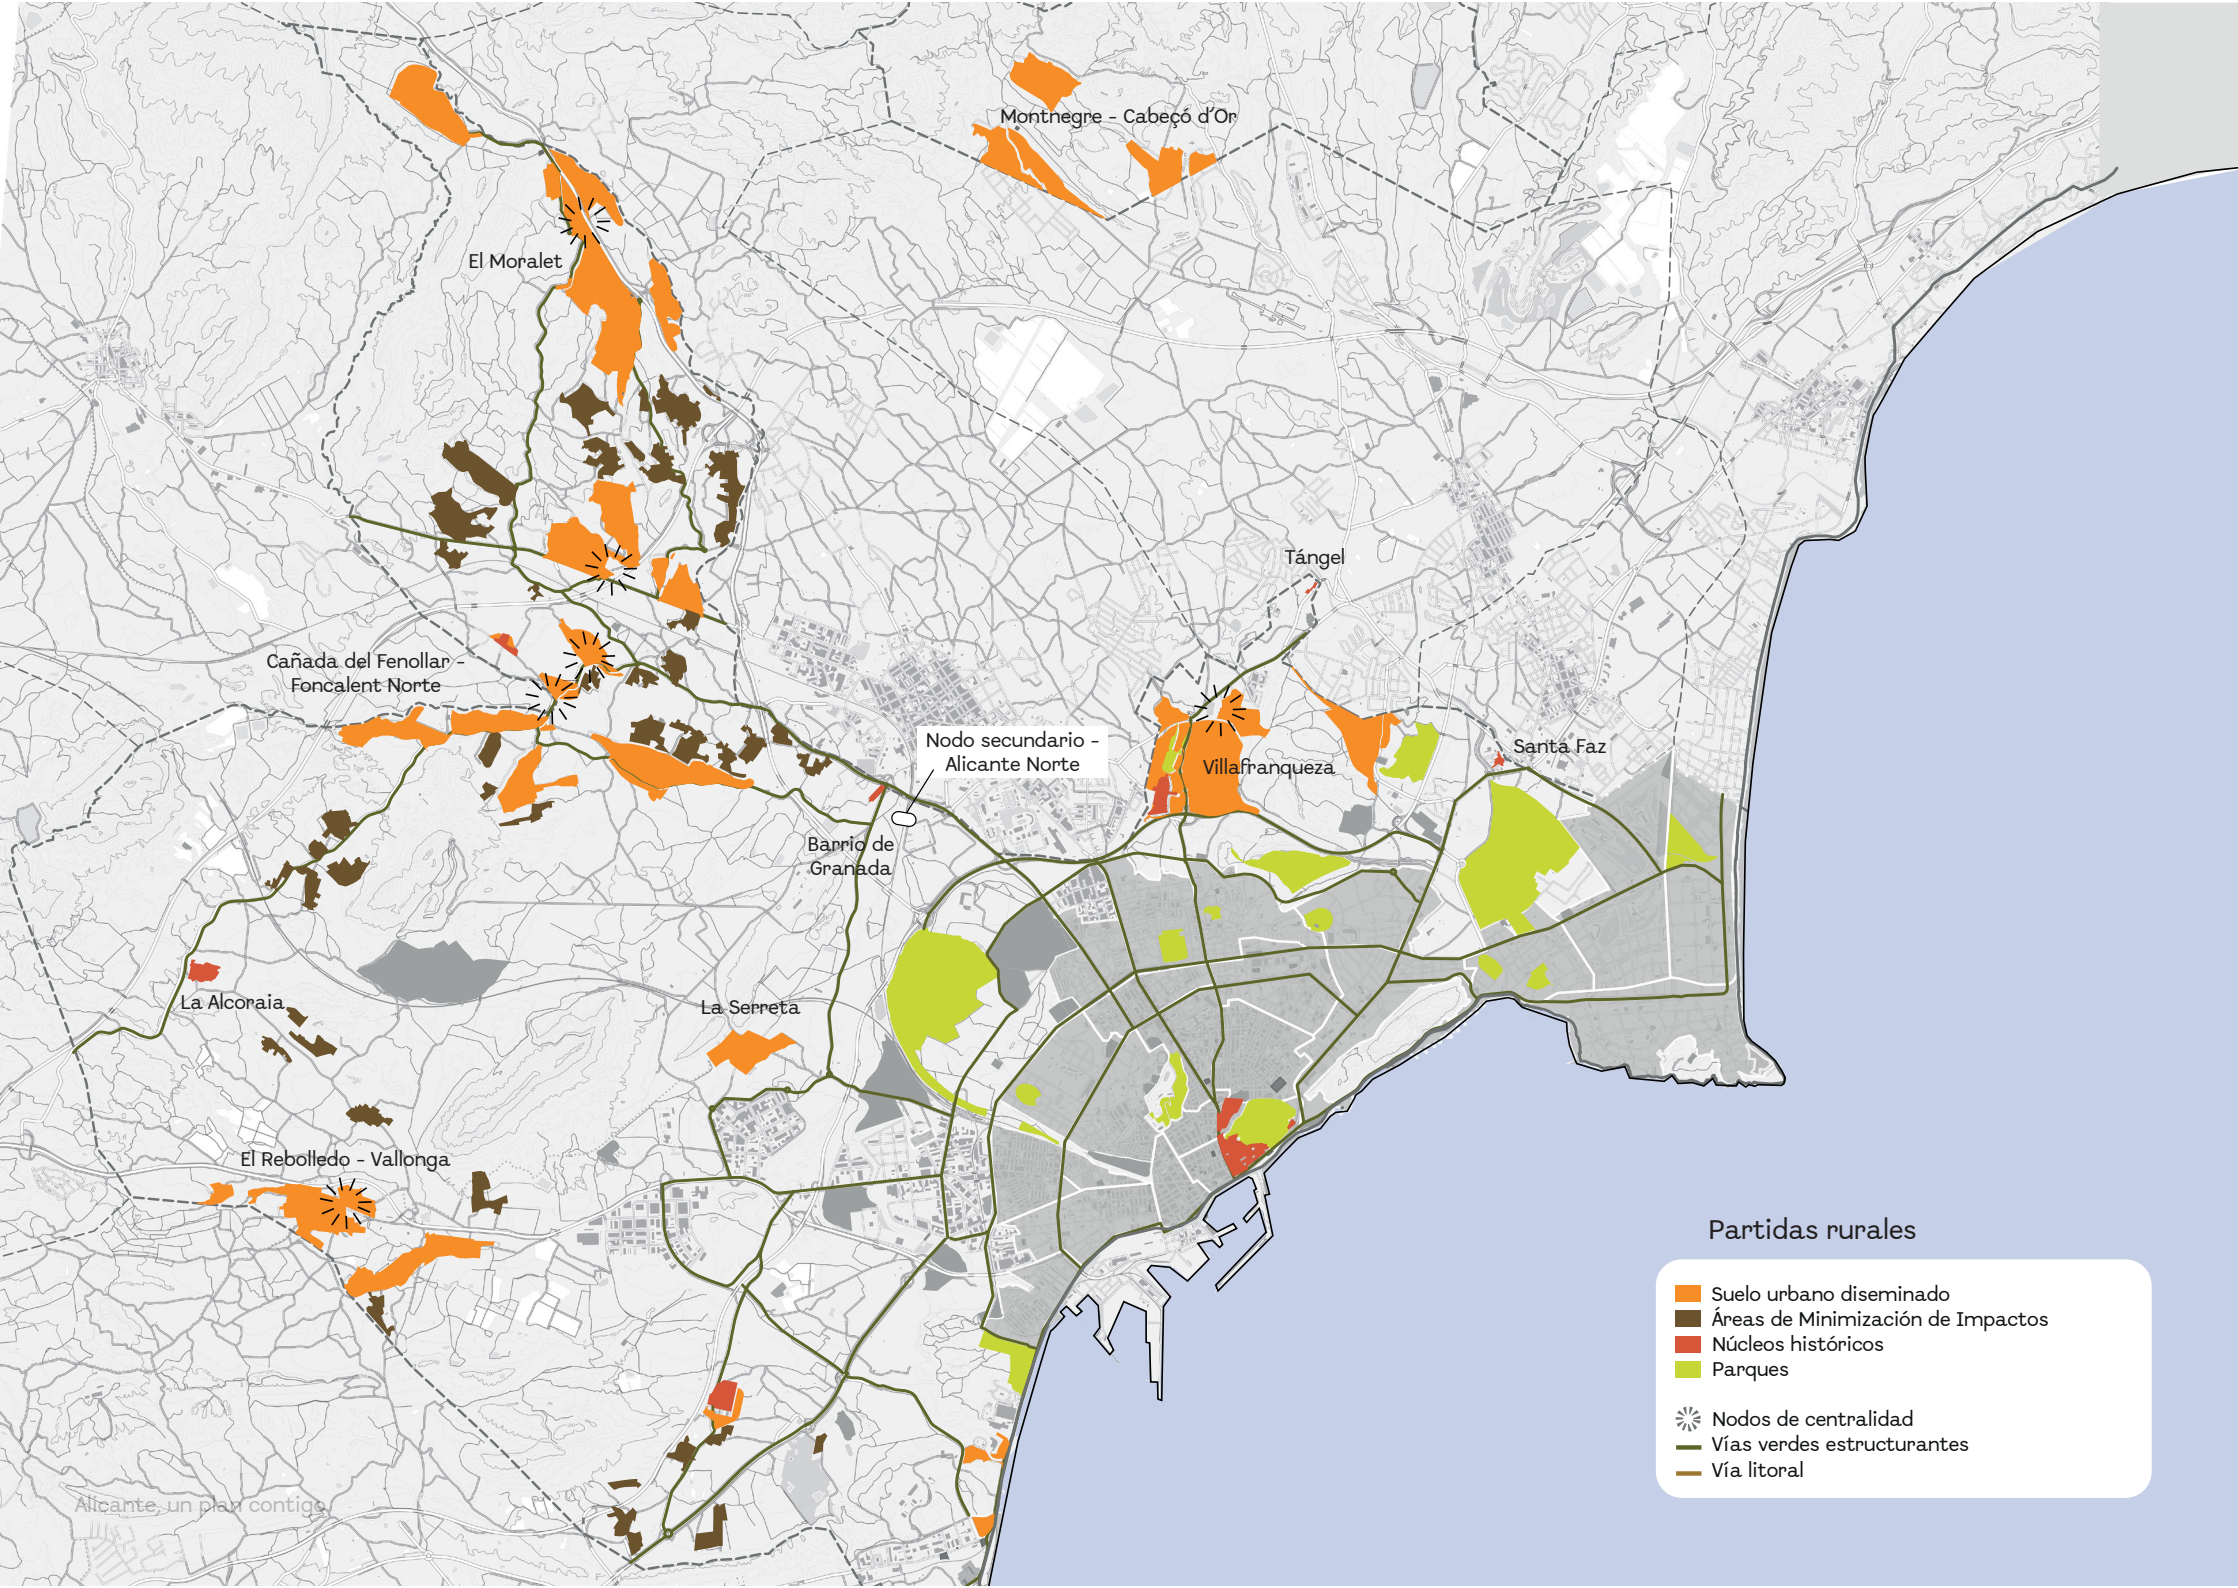 Montnegre - Cabeçó d'Or
El Moralet
Tángel
Cañada del Fenollar -
Foncalent Norte
Nodo secundario -
Alicante Norte
Santa Faz
Villafranqueza
Barrio de
Granada
La Alcoraia
La Serreta
El Rebolledo - Vallonga
Partidas rurales
Suelo urbano diseminado
Áreas de Minimización de Impactos
Núcleos históricos
Parques
Nodos de centralidad
Vías verdes estructurantes
Vía litoral
Alicante, un plan contigo